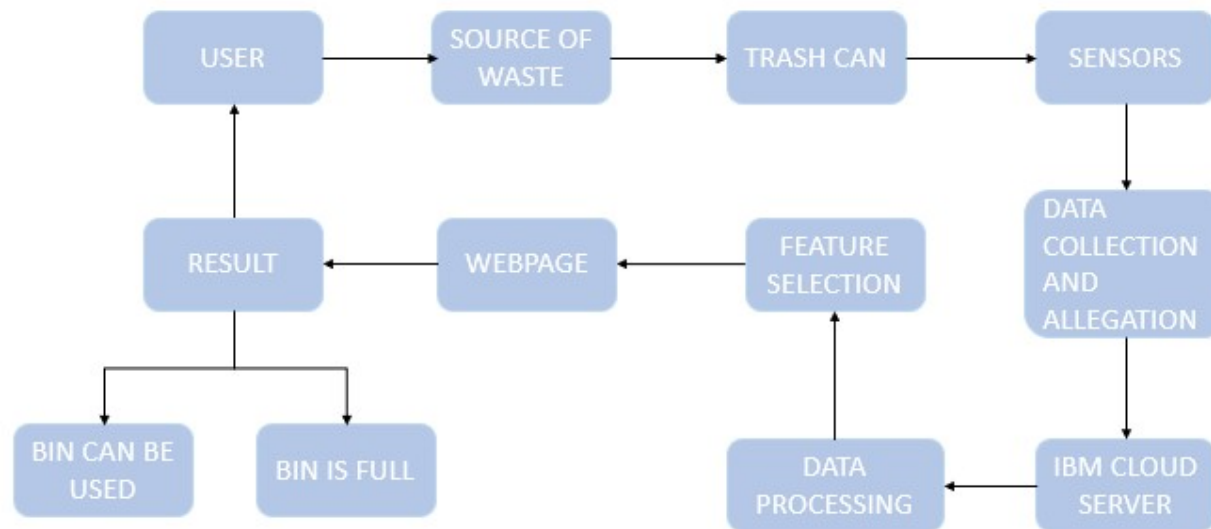 USER
SOURCE OF
WASTE
TRASH CAN
SENSORS
DATA
COLLECTION
AND
ALLEGATION
IBM CLOUD
SERVER
DATA
PROCESSING
FEATURE
SELECTION
WEBPAGE
RESULT
BIN CAN BE
USED
BIN IS FULL